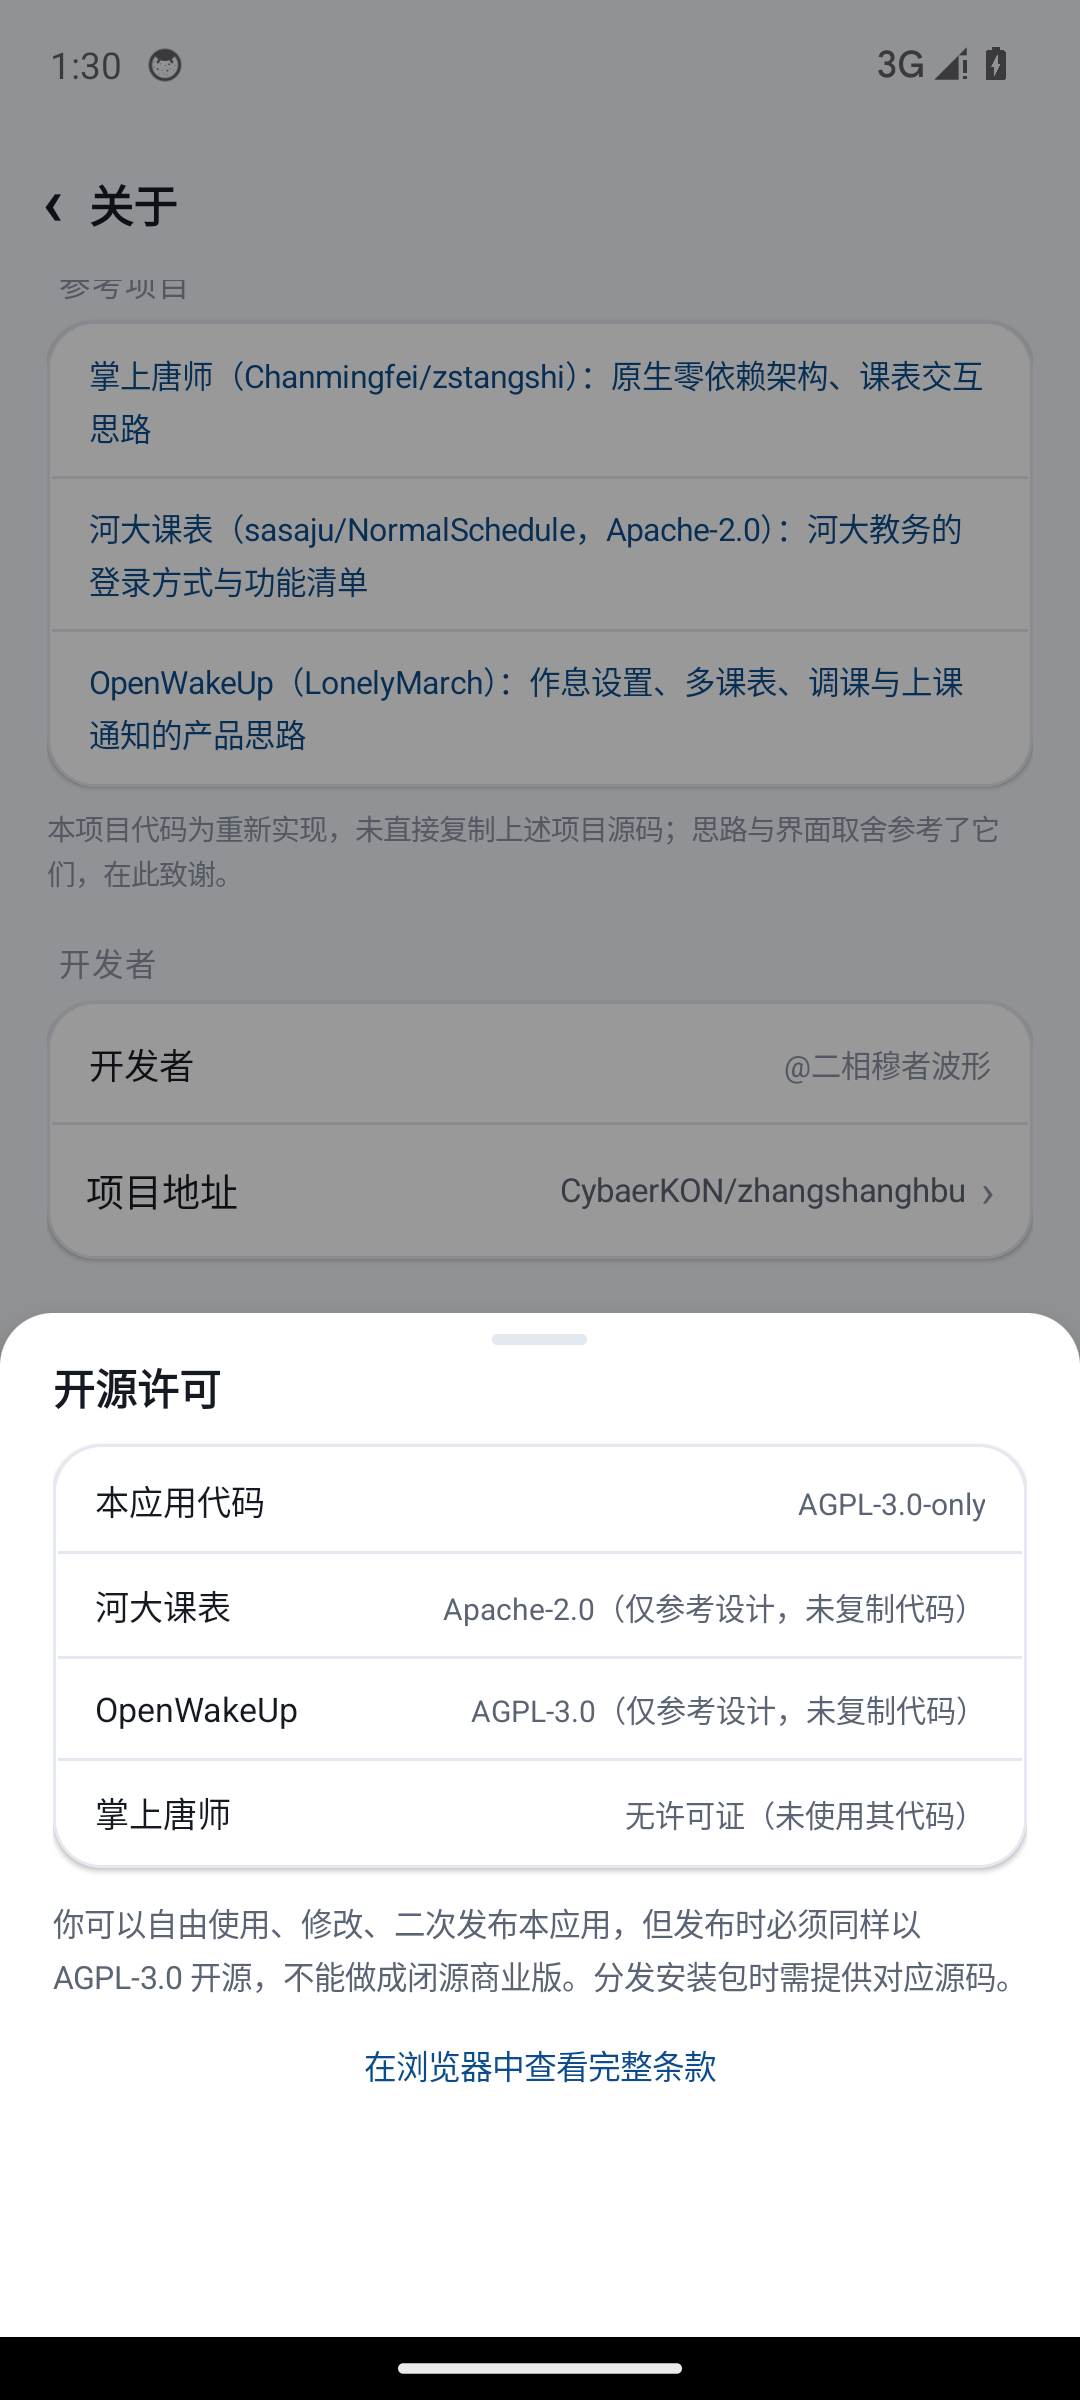 1:30
3G
关于
参考项目
掌上唐师（Chanmingfei/zstangshi）：原生零依赖架构、课表交互
思路
河大课表（sasaju/NormalSchedule，Apache-2.0）：河大教务的
登录方式与功能清单
OpenWakeUp（LonelyMarch）：作息设置、多课表、调课与上课
通知的产品思路
本项目代码为重新实现，未直接复制上述项目源码；思路与界面取舍参考了它
们，在此致谢。
开发者
开发者 @二相穆者波形
项目地址 CybaerKON/zhangshanghbu
开源许可
本应用代码 AGPL-3.0-only
河大课表 Apache-2.0（仅参考设计，未复制代码）
OpenWakeUp AGPL-3.0（仅参考设计，未复制代码）
掌上唐师 无许可证（未使用其代码）
你可以自由使用、修改、二次发布本应用，但发布时必须同样以
AGPL-3.0 开源，不能做成闭源商业版。分发安装包时需提供对应源码。
在浏览器中查看完整条款